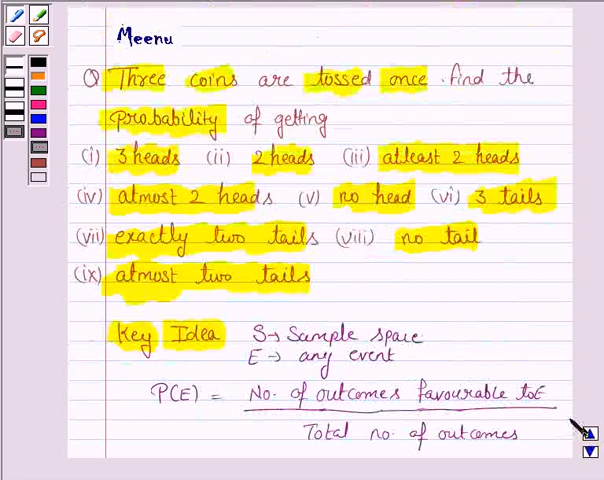 Meenu
Q Three coins are tossed once. find the
probability of getting
(i) 3 heads (ii) 2 heads (iii) atleast 2 heads
(iv) atmost 2 heads (v) no head (vi) 3 tails
(vii) exactly two tails (viii) no tail
(ix) atmost two tails
Key Idea S→ Sample space
E→ any event
P(E) = No. of outcomes favourable to E
Total no. of outcomes